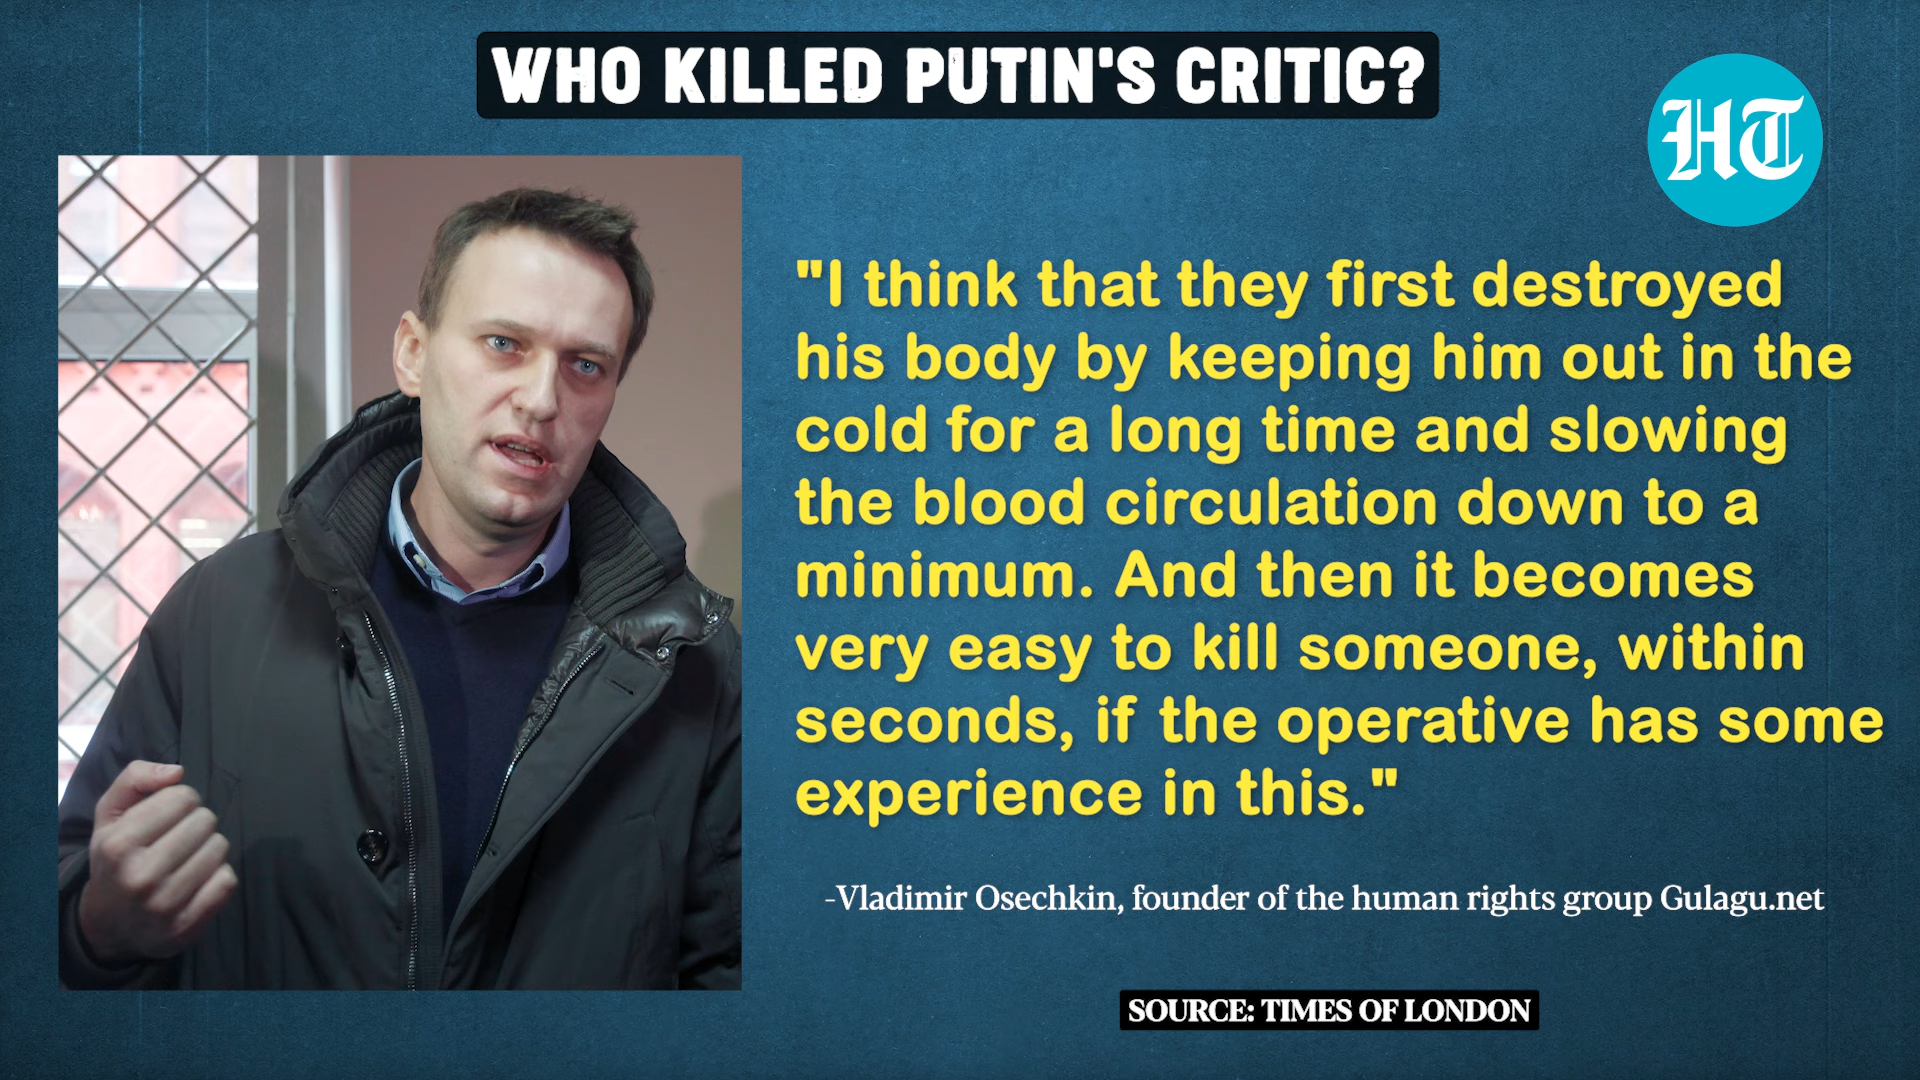 WHO KILLED PUTIN'S CRITIC?
HT
"I think that they first destroyed
his body by keeping him out in the
cold for a long time and slowing
the blood circulation down to a
minimum. And then it becomes
very easy to kill someone, within
seconds, if the operative has some
experience in this."
-Vladimir Osechkin, founder of the human rights group Gulagu.net
SOURCE: TIMES OF LONDON